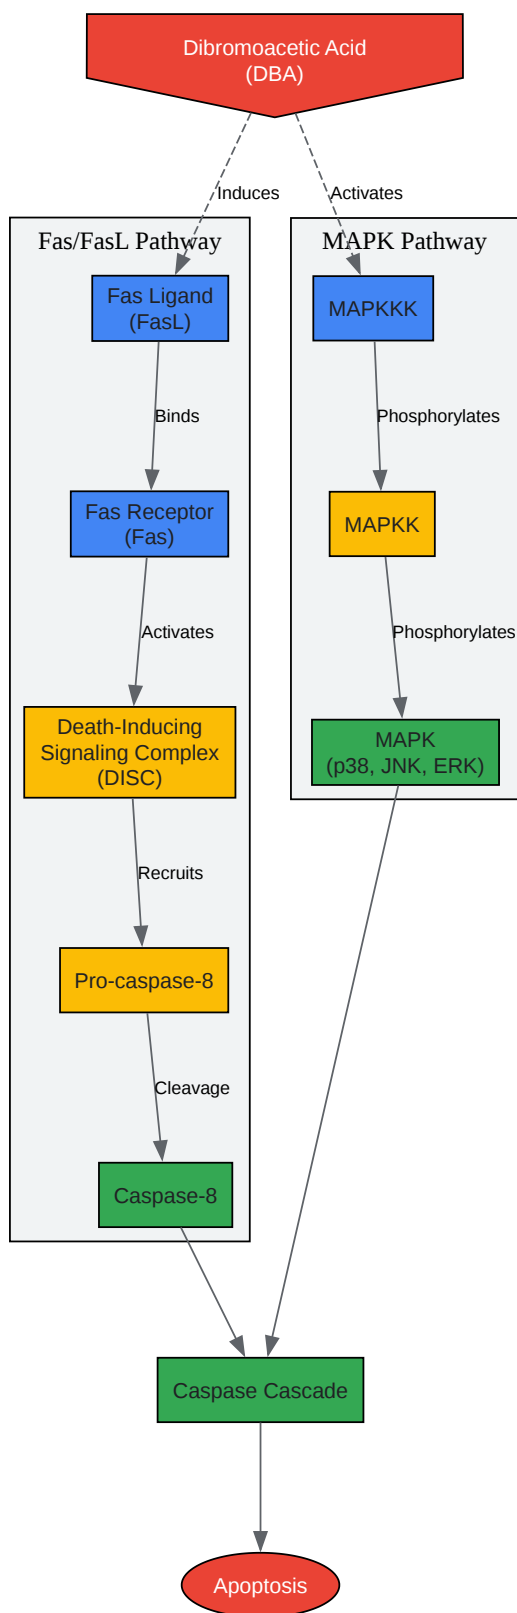 Dibromoacetic Acid
(DBA)
Induces
Activates
Fas/FasL Pathway
MAPK Pathway
Fas Ligand
(FasL)
MAPKKK
Binds
Phosphorylates
Fas Receptor
(Fas)
MAPKK
Activates
Phosphorylates
Death-Inducing
Signaling Complex
(DISC)
MAPK
(p38, JNK, ERK)
Recruits
Pro-caspase-8
Cleavage
Caspase-8
Caspase Cascade
Apoptosis